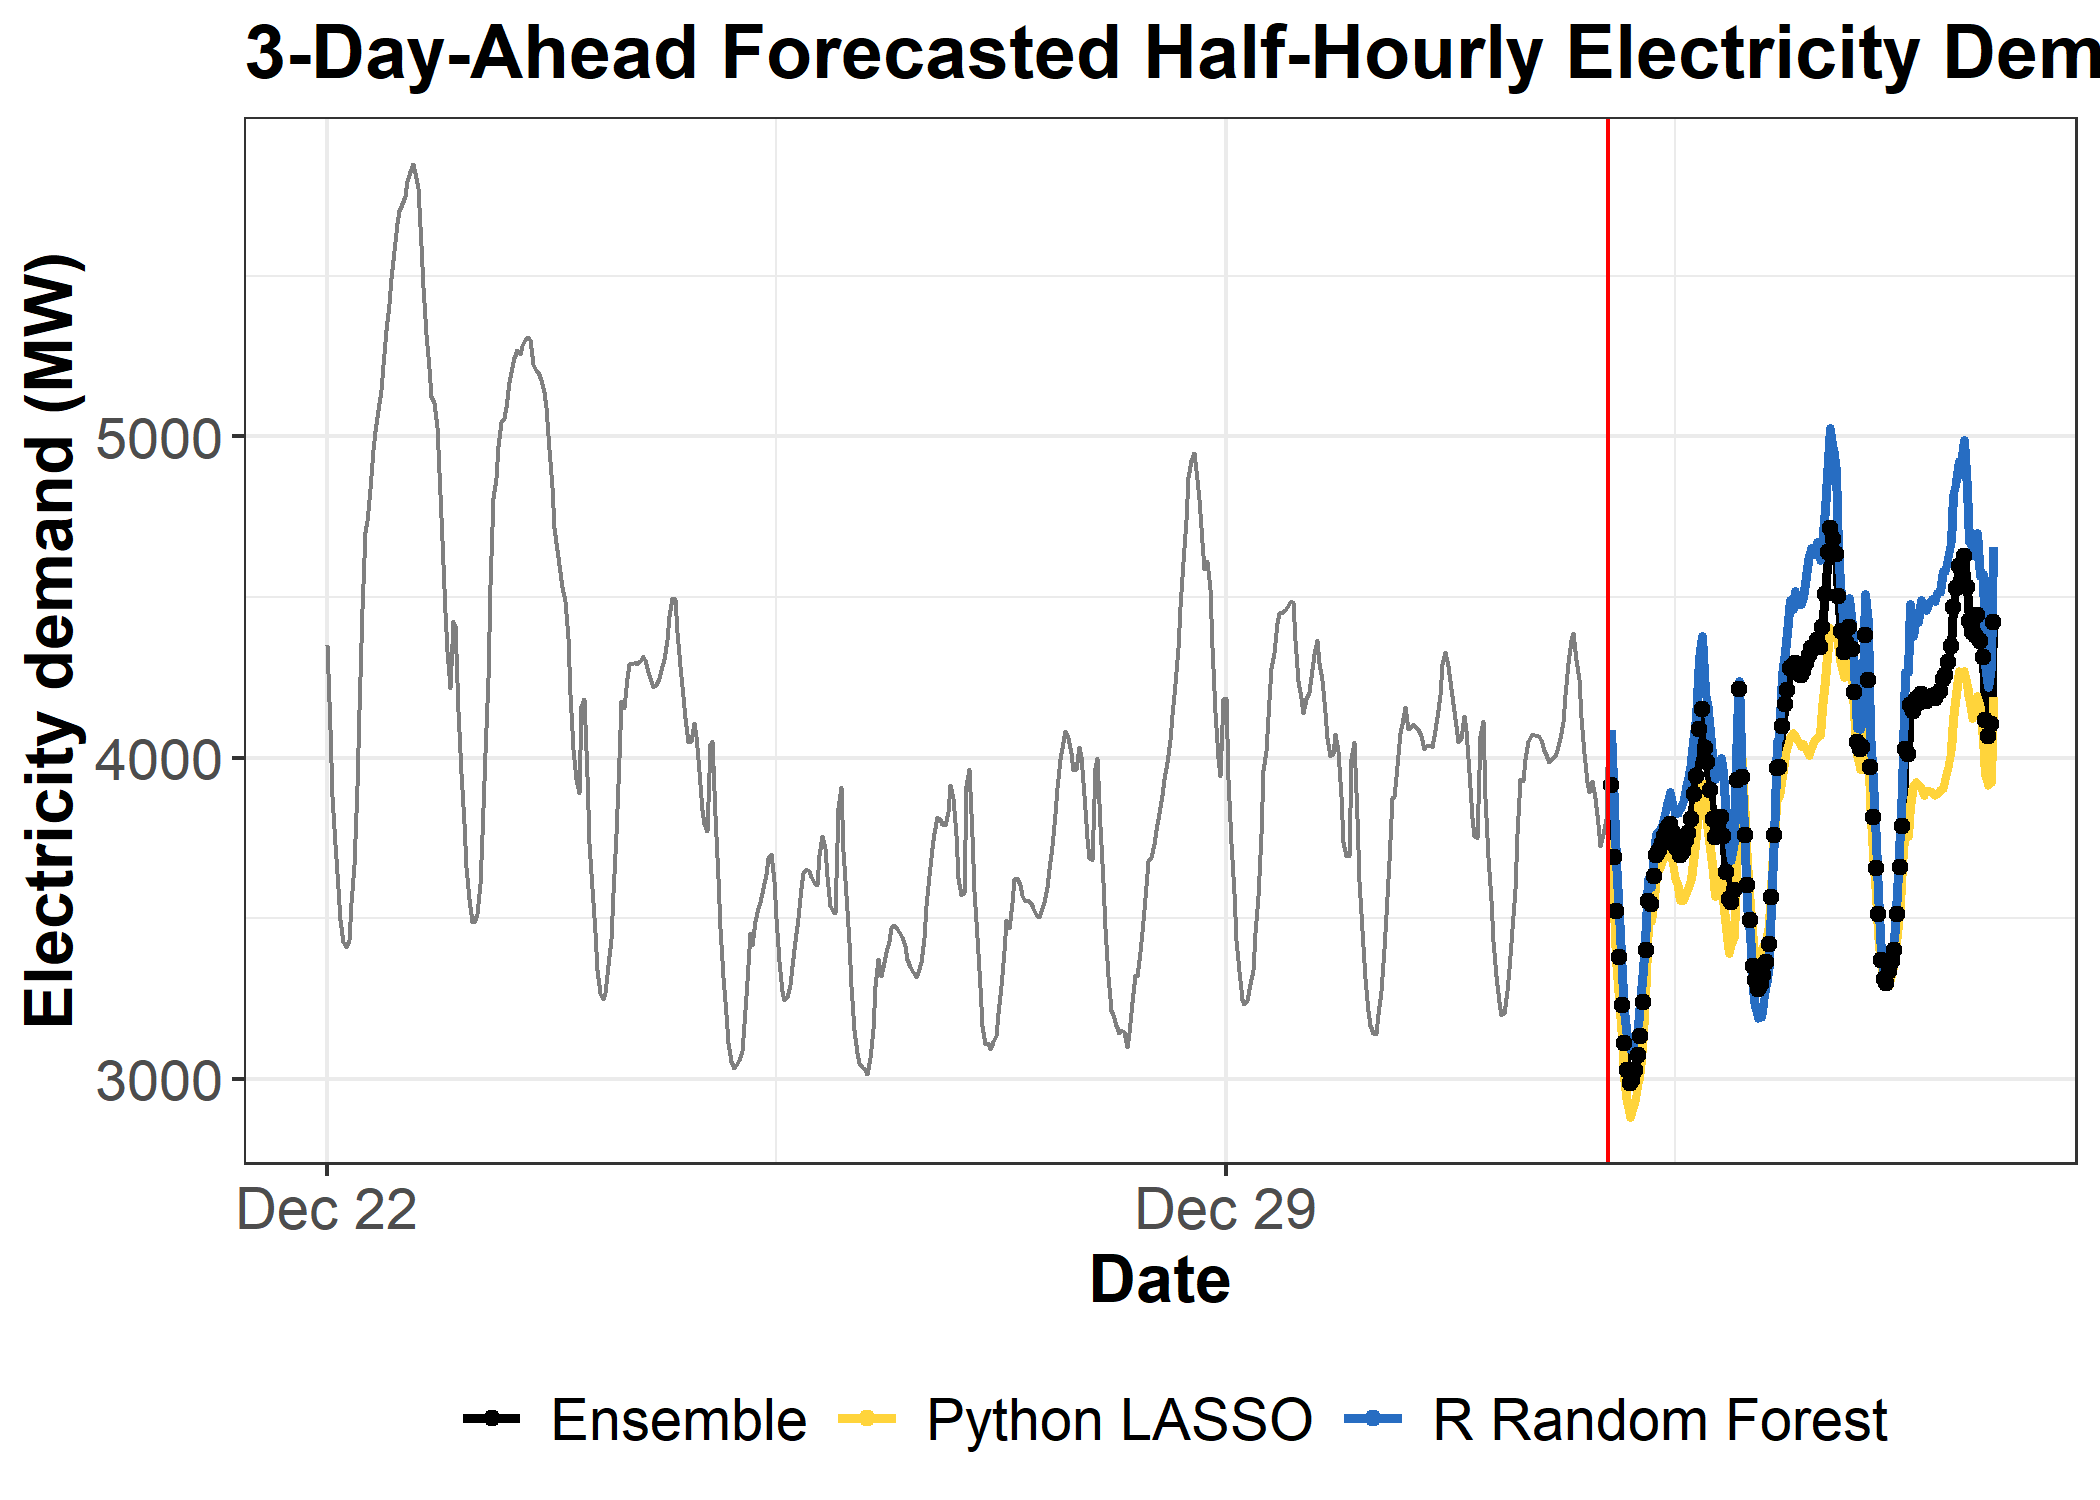 3-Day-Ahead Forecasted Half-Hourly Electricity Dem
Electricity demand (MW)
5000
4000
3000
Dec 22
Dec 29
Date
Ensemble
Python LASSO
R Random Forest